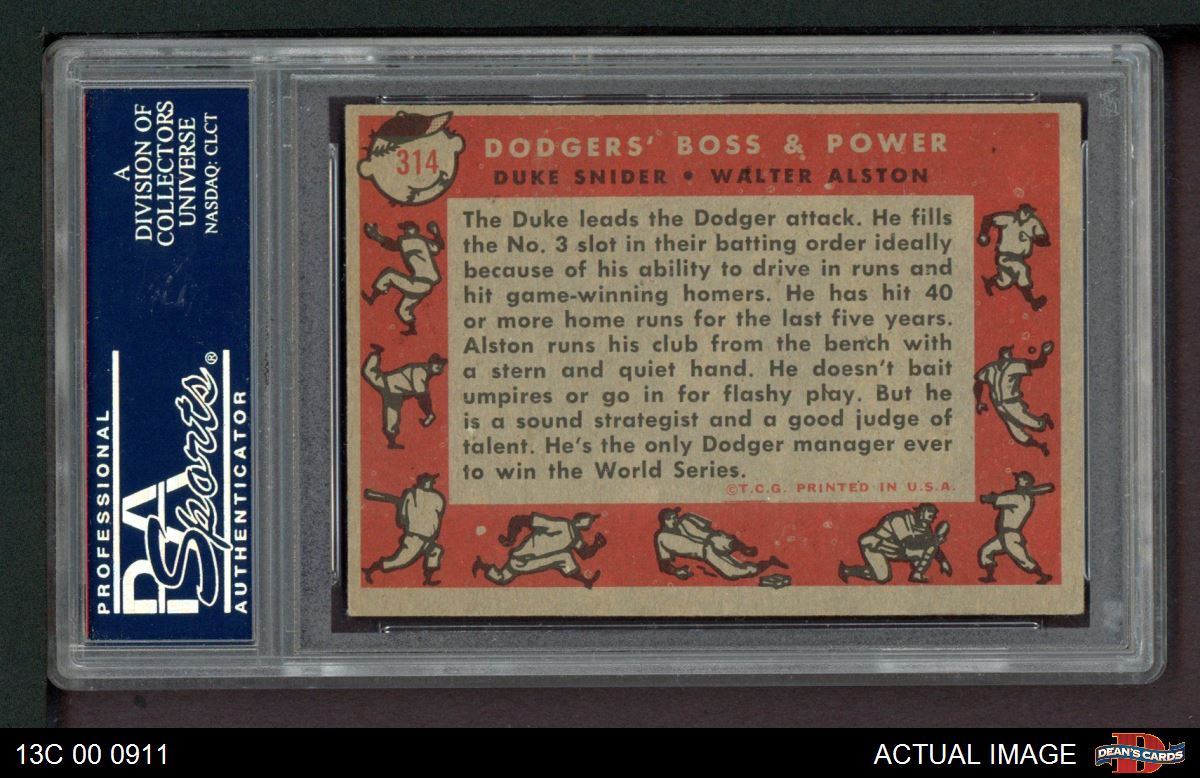 A
DIVISION OF
COLLECTORS
UNIVERSE
NASDAQ: CLCT
PROFESSIONAL
PSA
Sports®
AUTHENTICATOR
314
DODGERS' BOSS & POWER
DUKE SNIDER • WALTER ALSTON
The Duke leads the Dodger attack. He fills
the No. 3 slot in their batting order ideally
because of his ability to drive in runs and
hit game-winning homers. He has hit 40
or more home runs for the last five years.
Alston runs his club from the bench with
a stern and quiet hand. He doesn't bait
umpires or go in for flashy play. But he
is a sound strategist and a good judge of
talent. He's the only Dodger manager ever
to win the World Series.
©T.C.G. PRINTED IN U.S.A.
13C 00 0911
ACTUAL IMAGE
D
DEAN'S CARDS